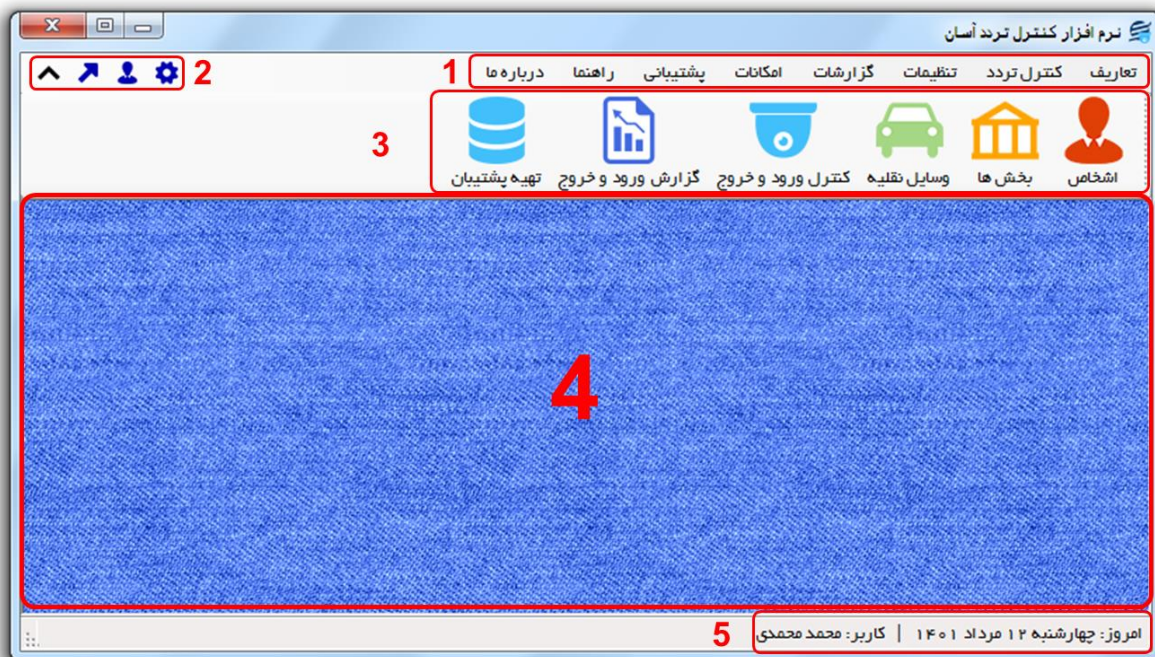 نرم افزار کنترل تردد آسان
تعاریف کنترل تردد تنظیمات گزارشات امکانات پشتیبانی راهنما درباره ما 1 2
اشخاص بخش ها وسایل نقلیه کنترل ورود و خروج گزارش ورود و خروج تهیه پشتیبان 3
4
امروز: چهارشنبه ۱۲ مرداد ۱۴۰۱ | کاربر: محمد محمدی 5